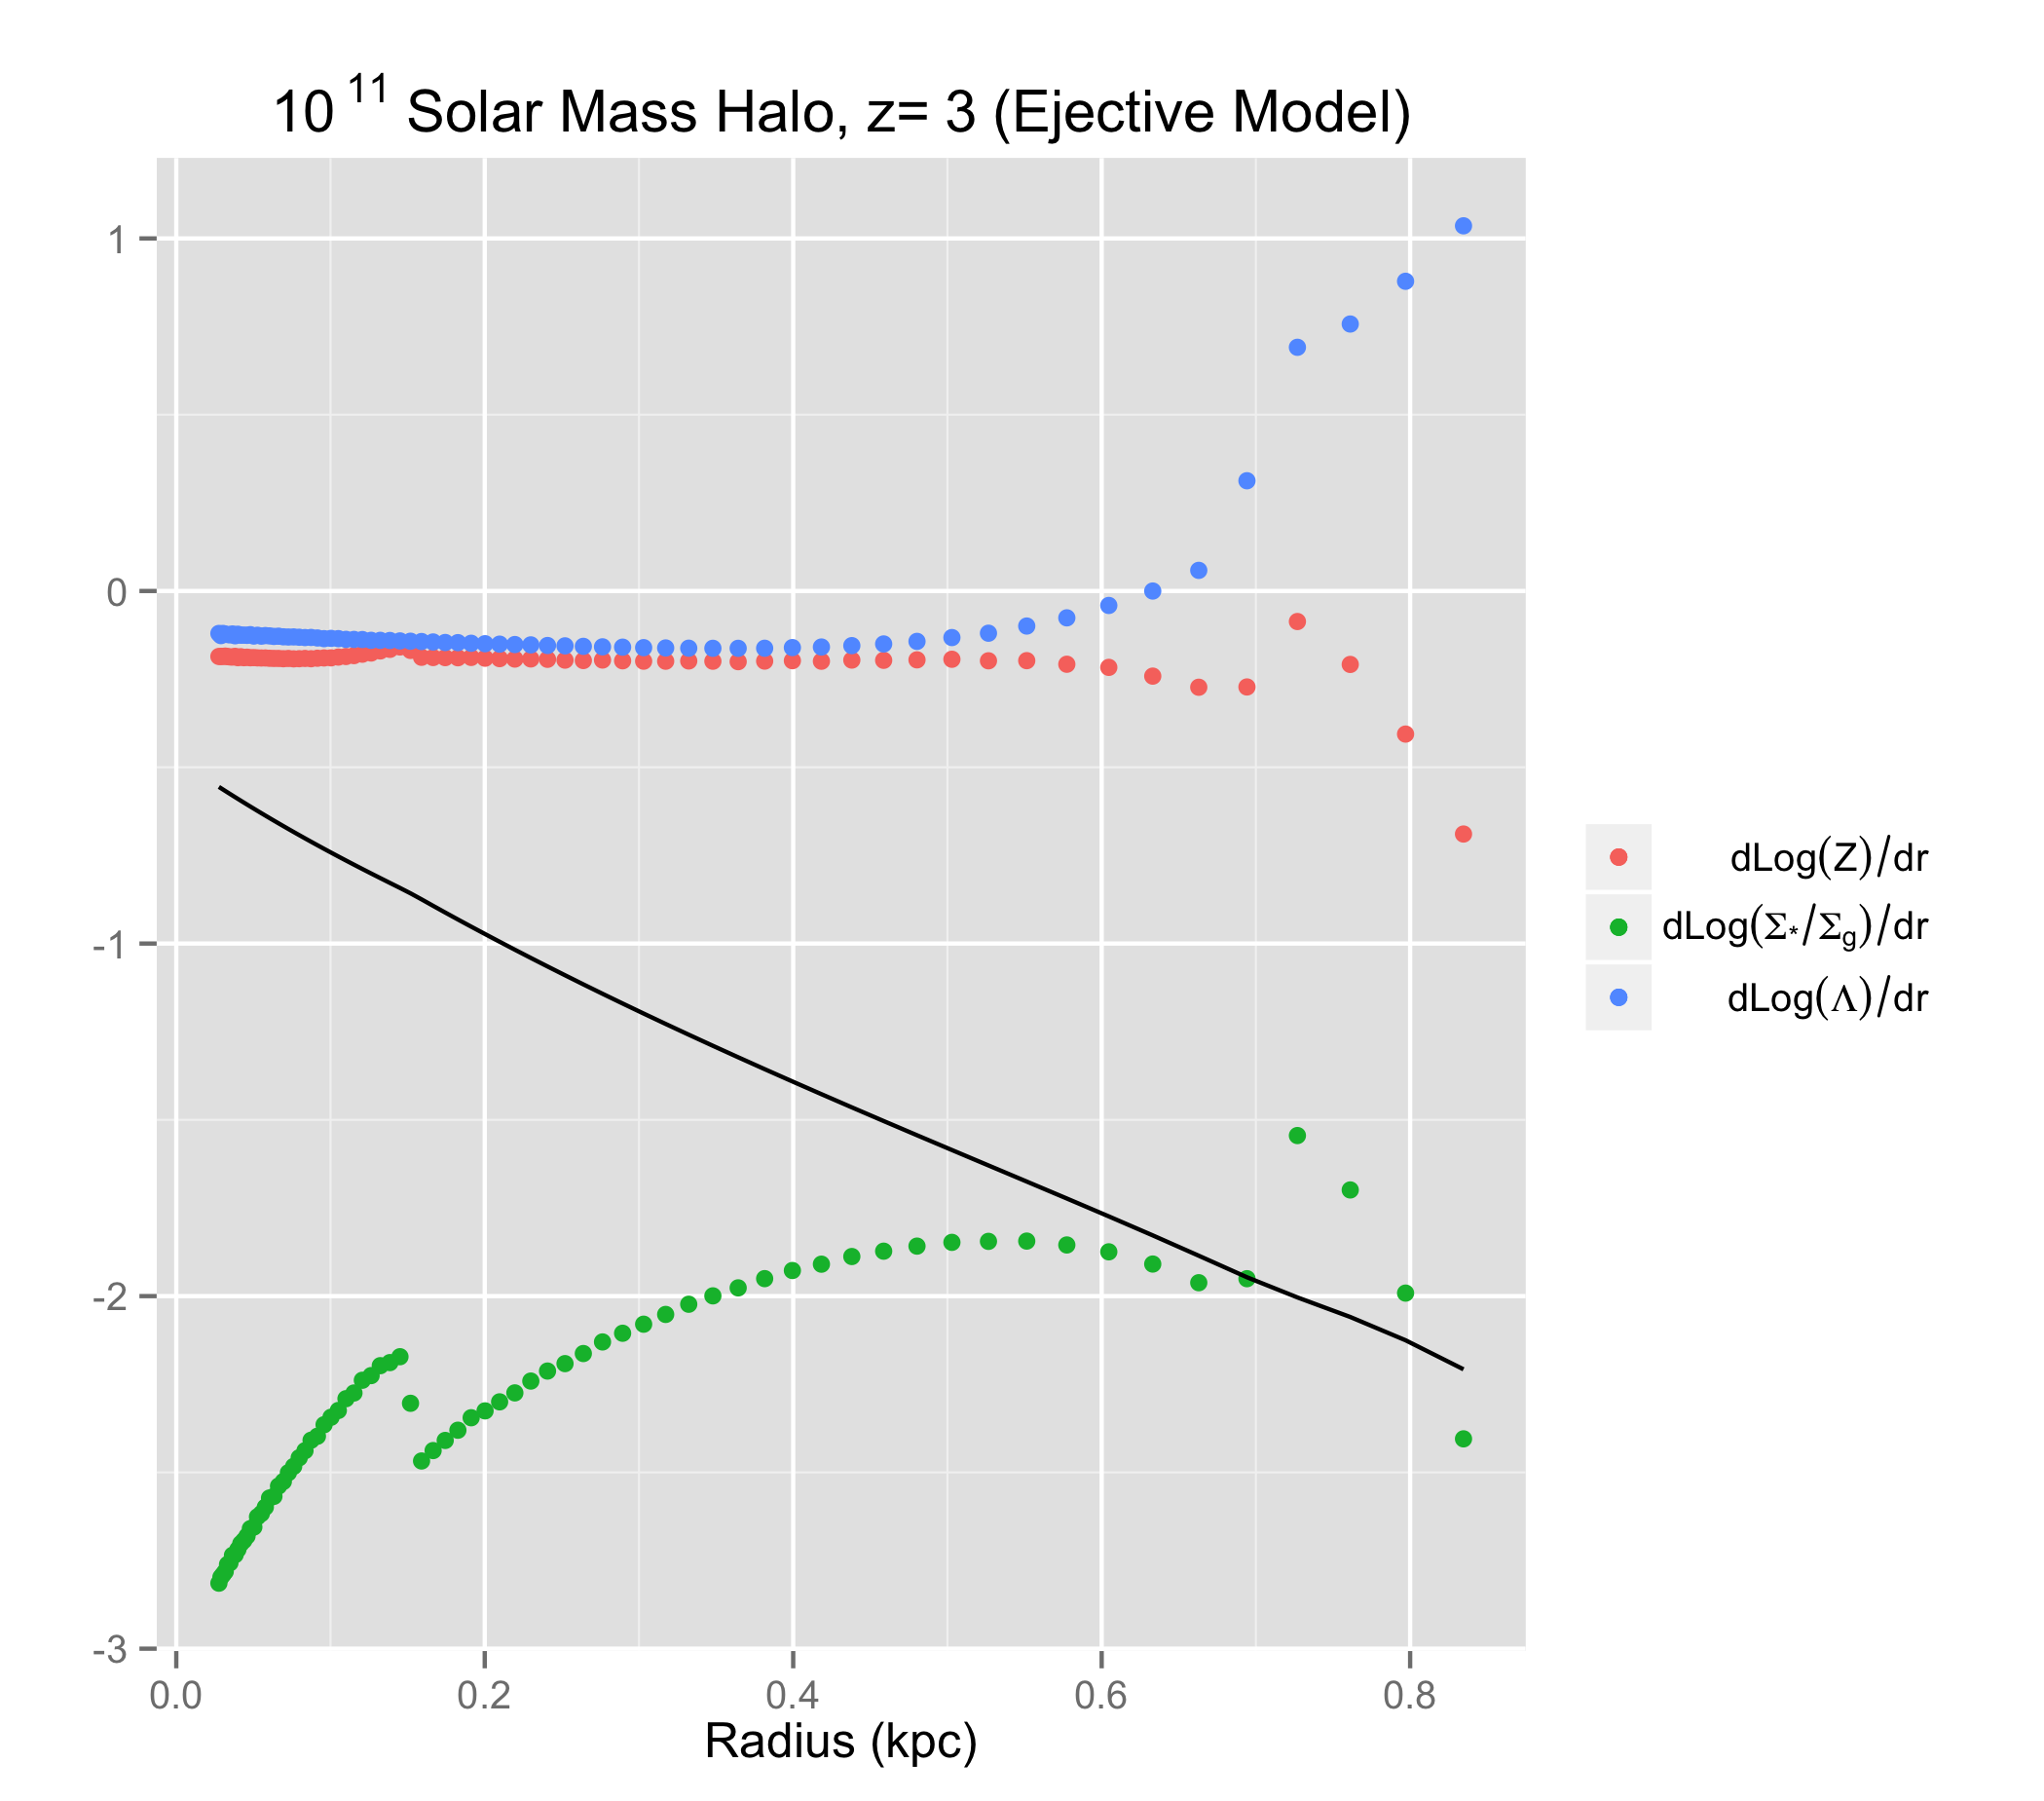 10^11 Solar Mass Halo, z= 3 (Ejective Model)
1
0
-1
-2
-3
0.0 0.2 0.4 0.6 0.8
Radius (kpc)
dLog(Z)/dr
dLog(Σ*/Σg)/dr
dLog(Λ)/dr